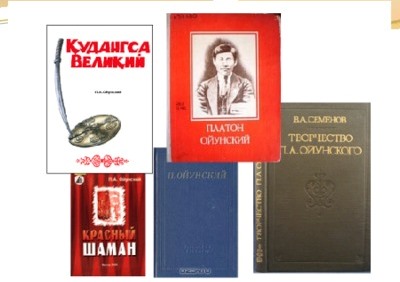 КУДАНГСА
ВЕЛИКИЙ
ПЛАТОН
ОЙУНСКИЙ
П.А. Ойунский
КРАСНЫЙ
ШАМАН
П.ОЙУНСКИЙ
В.А. СЕМЕНОВ
ТВОРЧЕСТВО
П.А. ОЙУНСКОГО